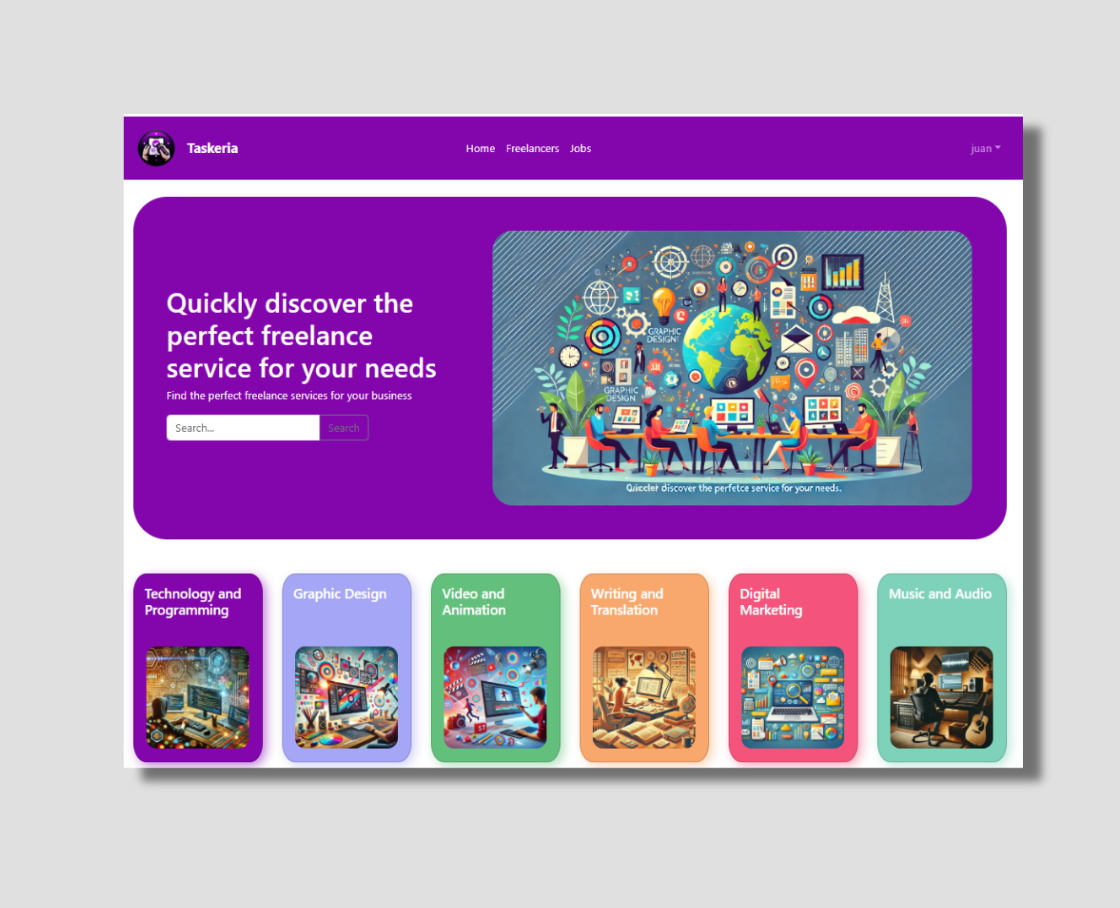 Taskeria
Home Freelancers Jobs
juan
Quickly discover the
perfect freelance
service for your needs
Find the perfect freelance services for your business
Search...
Search
GRAPHIC
DESIGN
GRAPHIC
DESIGN
discover the perfetce service for your needs.
Technology and
Programming
Graphic Design
Video and
Animation
Writing and
Translation
Digital
Marketing
Music and Audio